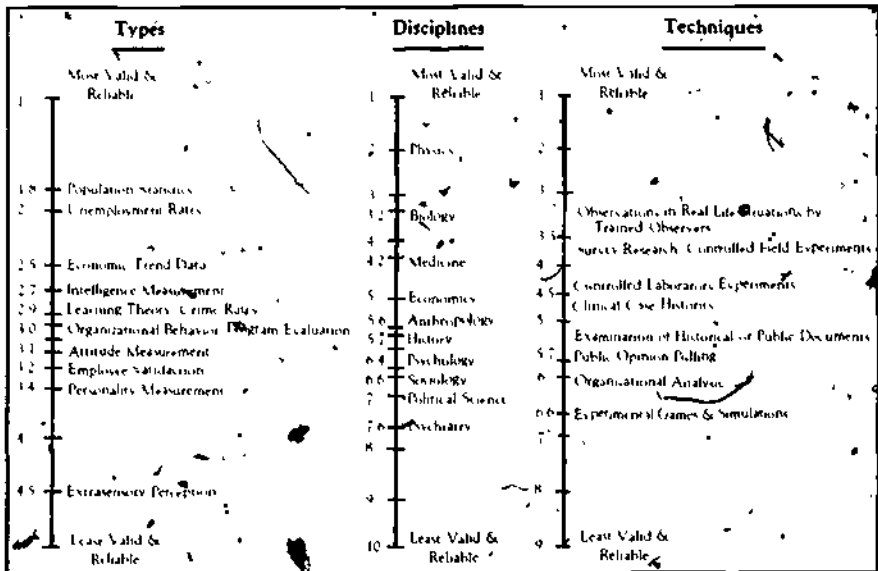 Types
Most Valid &
Reliable
1
1.8 Population Statistics
2 Unemployment Rates
2.5 Economic Trend Data
2.7 Intelligence Measurement
2.9 Learning Theory Crime Rates
3.0 Organizational Behavior Program Evaluation
3.1 Attitude Measurement
3.2 Employee Satisfaction
3.4 Personality Measurement
4
4.5 Extrasensory Perception
Least Valid &
Reliable
Disciplines
Most Valid &
Reliable
1
2 Physics
3
3.2 Biology
4
4.2 Medicine
5 Economics
5.6 Anthropology
5.7 History
6.4 Psychology
6.6 Sociology
7 Political Science
7.6 Psychiatry
8
9
10 Least Valid &
Reliable
Techniques
Most Valid &
Reliable
1
2
3
Observations in Real Life Situations by
Trained Observers
3.5 Survey Research, Controlled Field Experiments
4
Controlled Laboratory Experiments
4.5 Clinical Case Histories
5
Examination of Historical or Public Documents
5.7 Public Opinion Polling
6 Organizational Analysis
6.6 Experimental Games & Simulations
7
8
9 Least Valid &
Reliable